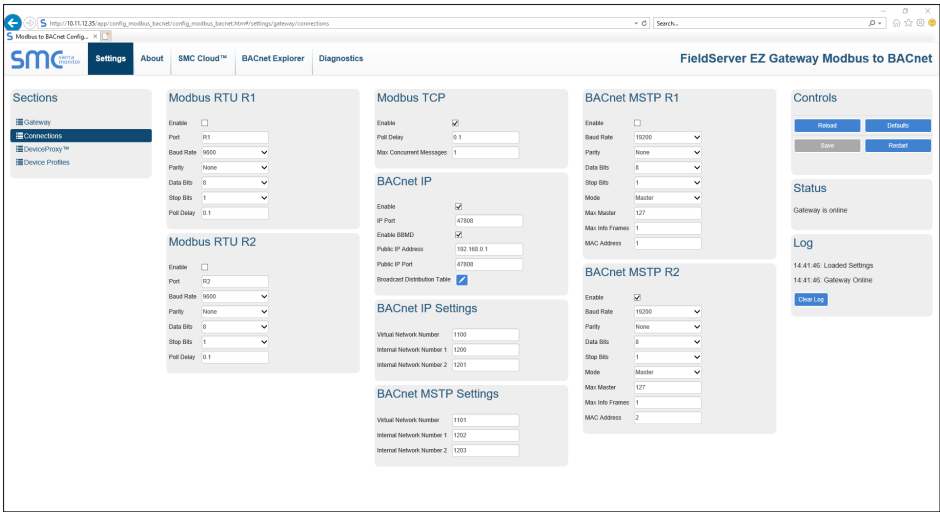 http://10.11.12.35/app/config_modbus_bacnet/config_modbus_bacnet.htm#/settings/gateway/connections
Search...
Modbus to BACnet Config...
SMC sierra monitor
Settings
About
SMC Cloud™
BACnet Explorer
Diagnostics
FieldServer EZ Gateway Modbus to BACnet
Sections
Gateway
Connections
DeviceProxy™
Device Profiles
Modbus RTU R1
Enable
Port R1
Baud Rate 9600
Parity None
Data Bits 8
Stop Bits 1
Poll Delay 0.1
Modbus RTU R2
Enable
Port R2
Baud Rate 9600
Parity None
Data Bits 8
Stop Bits 1
Poll Delay 0.1
Modbus TCP
Enable
Poll Delay 0.1
Max Concurrent Messages 1
BACnet IP
Enable
IP Port 47808
Enable BBMD
Public IP Address 192.168.0.1
Public IP Port 47808
Broadcast Distribution Table
BACnet IP Settings
Virtual Network Number 1100
Internal Network Number 1 1200
Internal Network Number 2 1201
BACnet MSTP Settings
Virtual Network Number 1101
Internal Network Number 1 1202
Internal Network Number 2 1203
BACnet MSTP R1
Enable
Baud Rate 19200
Parity None
Data Bits 8
Stop Bits 1
Mode Master
Max Master 127
Max Info Frames 1
MAC Address 1
BACnet MSTP R2
Enable
Baud Rate 19200
Parity None
Data Bits 8
Stop Bits 1
Mode Master
Max Master 127
Max Info Frames 1
MAC Address 2
Controls
Reload
Defaults
Save
Restart
Status
Gateway is online
Log
14:41:46: Loaded Settings
14:41:46: Gateway Online
Clear Log